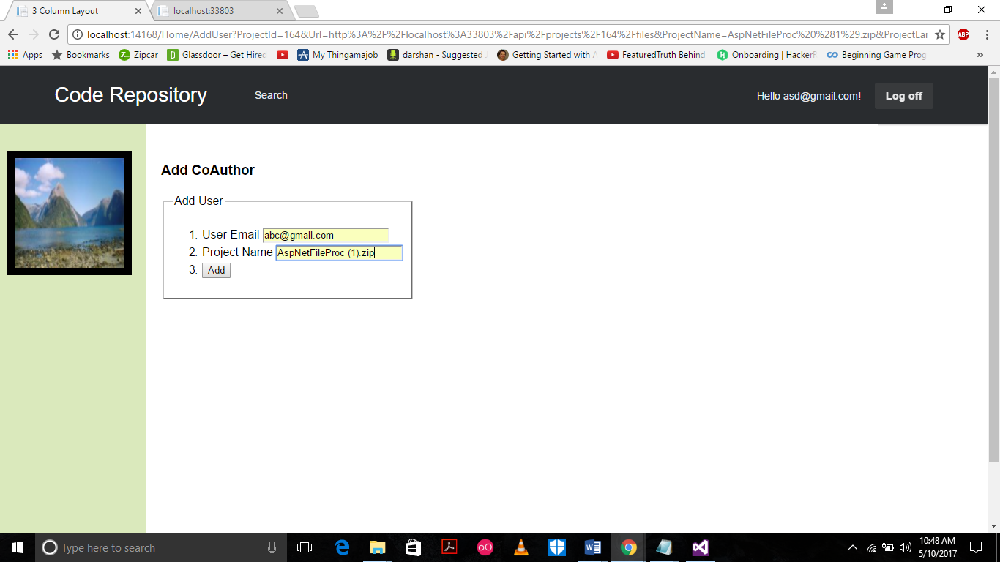 3 Column Layout
localhost:33803
localhost:14168/Home/AddUser?ProjectId=164&Url=http%3A%2F%2Flocalhost%3A33803%2Fapi%2Fprojects%2F164%2Ffiles&ProjectName=AspNetFileProc%20%281%29.zip&ProjectLar
ABP
Apps
Bookmarks
Zipcar
Glassdoor – Get Hired
My Thingamajob
darshan - Suggested
Getting Started with A
FeaturedTruth Behind
Onboarding | HackerR
Beginning Game Prog
»
Code Repository
Search
Hello asd@gmail.com!
Log off
Add CoAuthor
Add User
1. User Email abc@gmail.com
2. Project Name AspNetFileProc (1).zip
3. Add
Type here to search
10:48 AM
5/10/2017